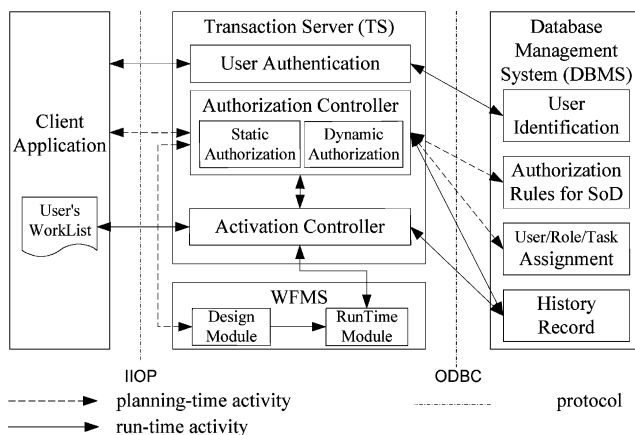 Transaction Server (TS)
User Authentication
Authorization Controller
Static
Authorization
Dynamic
Authorization
Activation Controller
WFMS
Design
Module
RunTime
Module
Client
Application
User's
WorkList
Database
Management
System (DBMS)
User
Identification
Authorization
Rules for SoD
User/Role/Task
Assignment
History
Record
IIOP
ODBC
planning-time activity
protocol
run-time activity